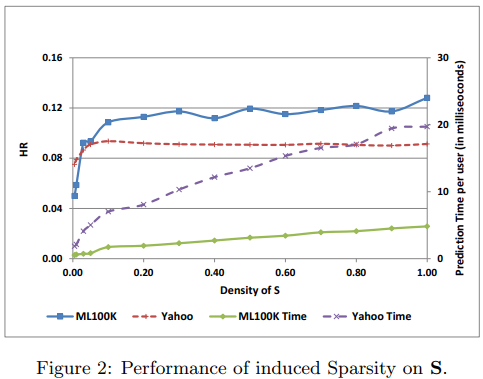 0.16
0.12
0.08
0.04
0.00
HR
30
20
10
0
Prediction Time per user (in milliseoconds)
0.00 0.20 0.40 0.60 0.80 1.00
Density of S
ML100K Yahoo ML100K Time Yahoo Time
Figure 2: Performance of induced Sparsity on S.